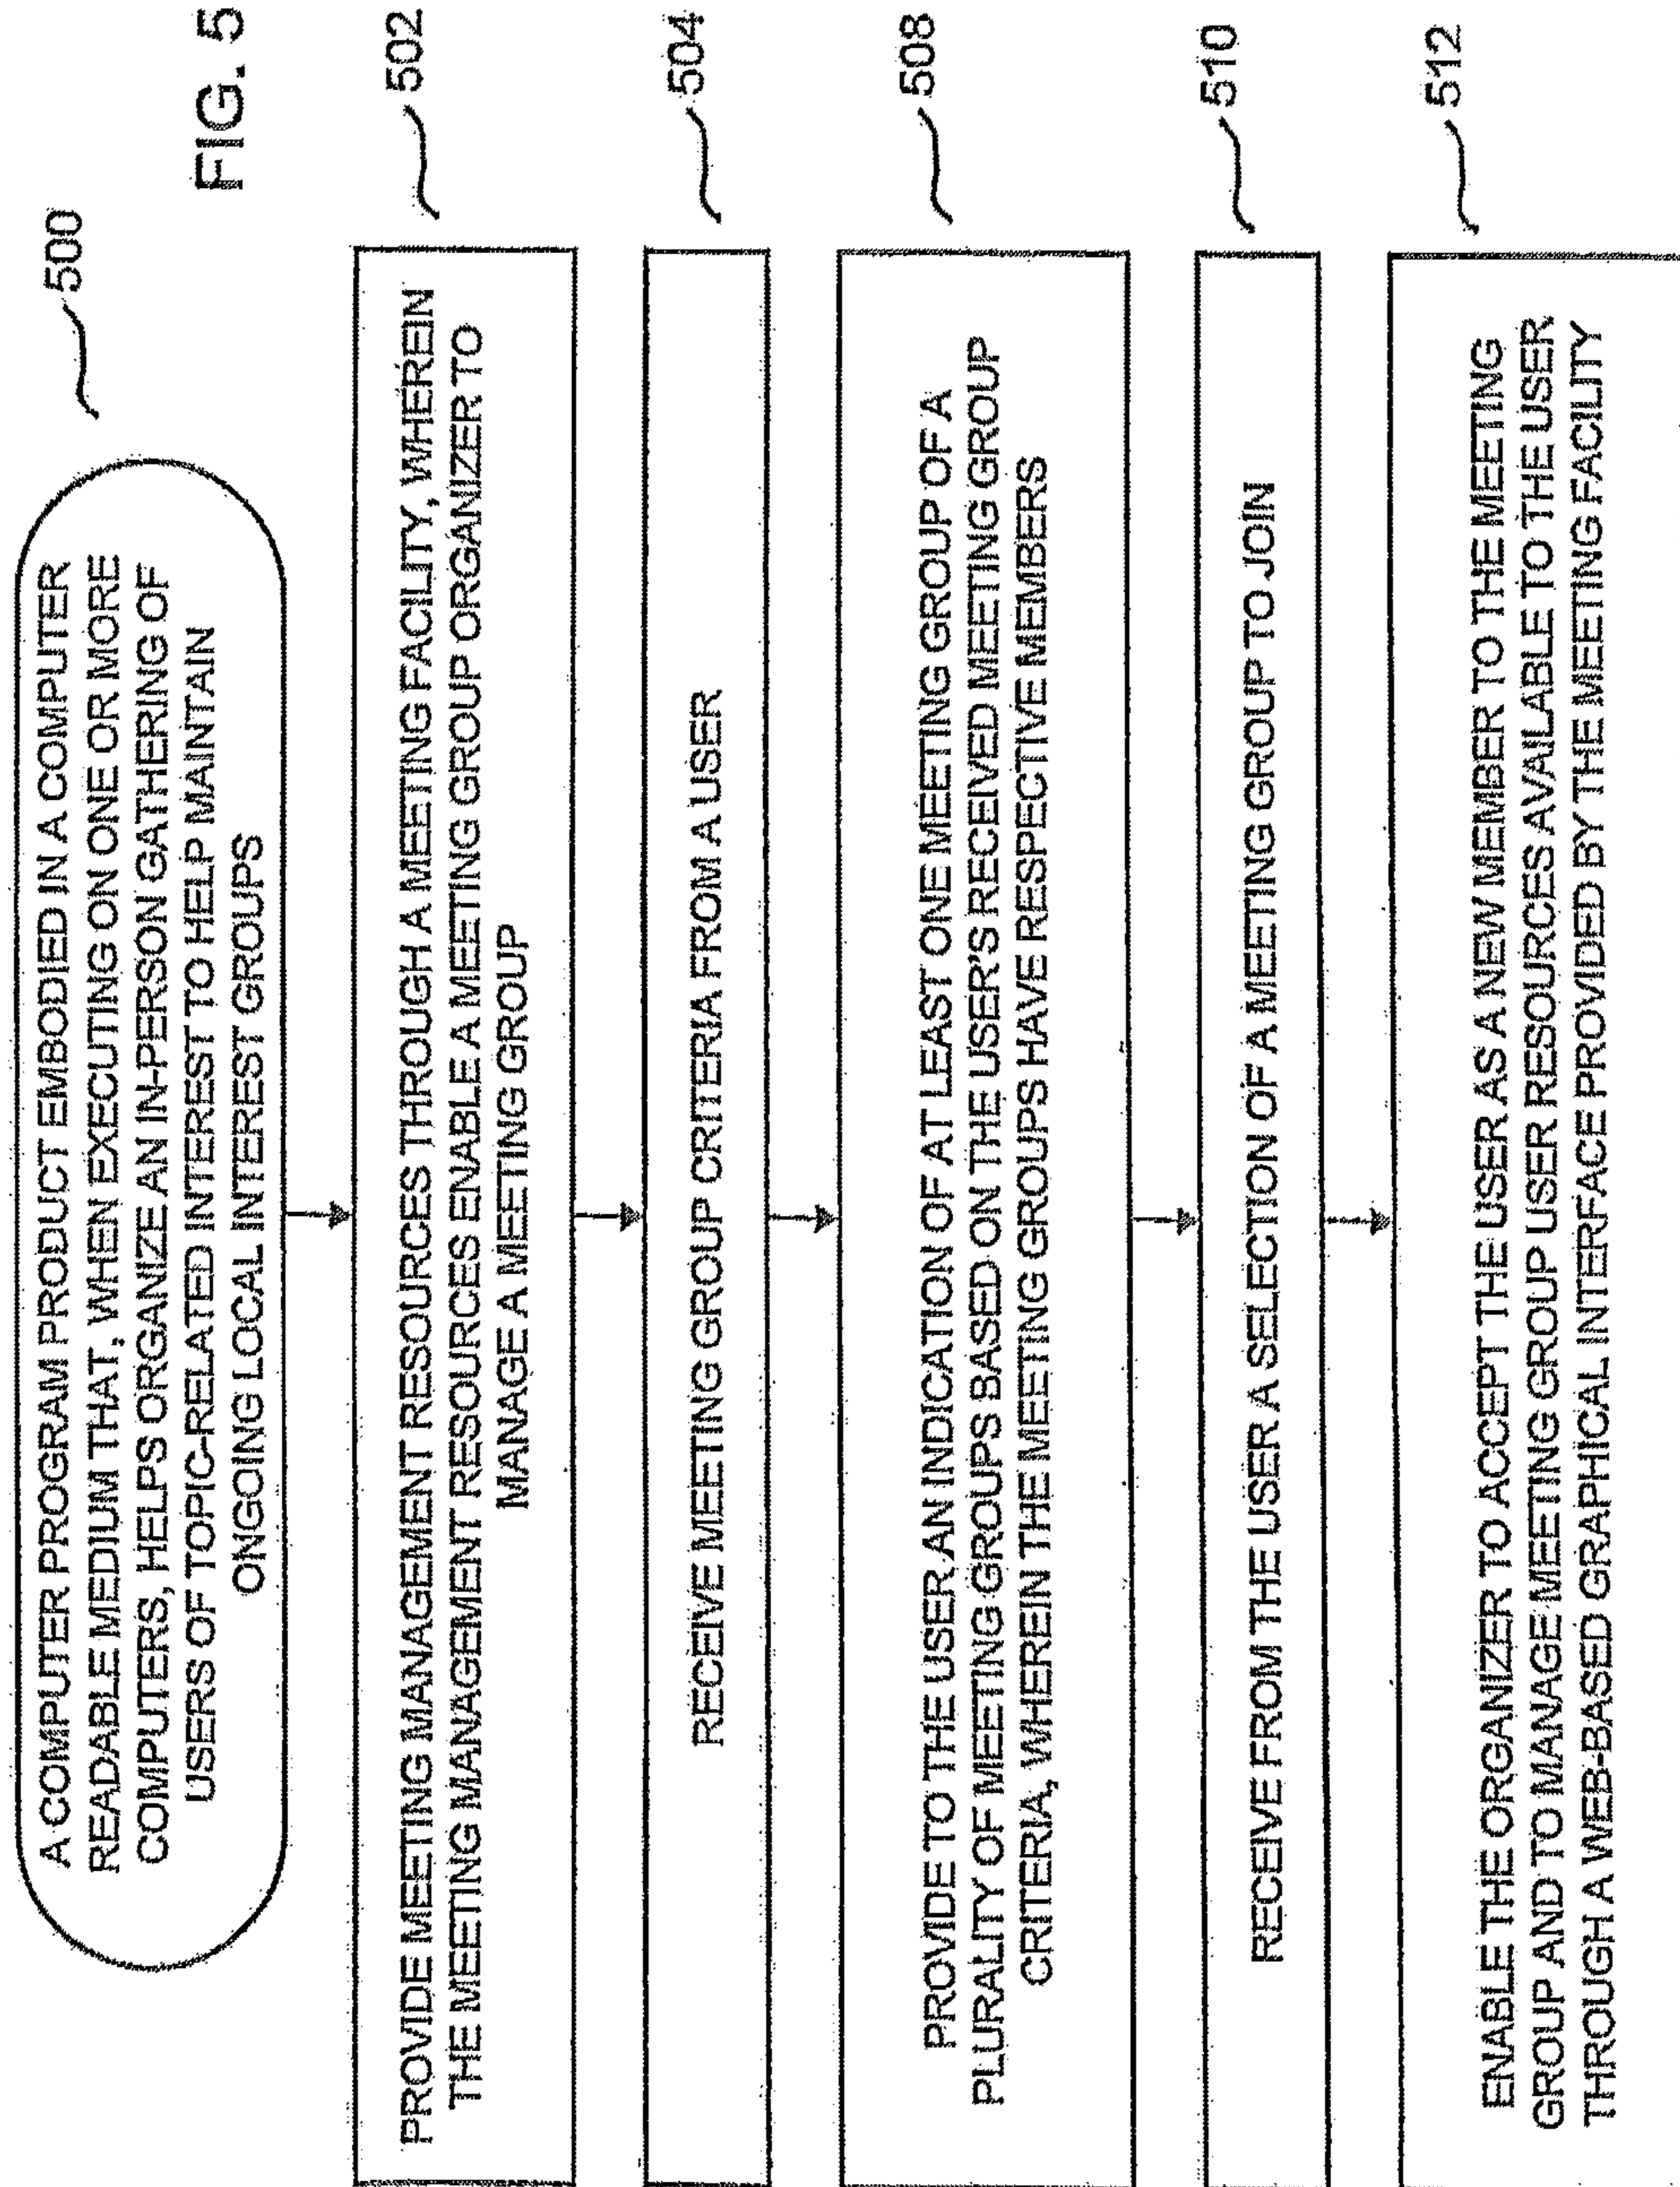 FIG. 5
500
A COMPUTER PROGRAM PRODUCT EMBODIED IN A COMPUTER
READABLE MEDIUM THAT, WHEN EXECUTING ON ONE OR MORE
COMPUTERS, HELPS ORGANIZE AN IN-PERSON GATHERING OF
USERS OF TOPIC-RELATED INTEREST TO HELP MAINTAIN
ONGOING LOCAL INTEREST GROUPS
502
PROVIDE MEETING MANAGEMENT RESOURCES THROUGH A MEETING FACILITY, WHEREIN
THE MEETING MANAGEMENT RESOURCES ENABLE A MEETING GROUP ORGANIZER TO
MANAGE A MEETING GROUP
504
RECEIVE MEETING GROUP CRITERIA FROM A USER
508
PROVIDE TO THE USER AN INDICATION OF AT LEAST ONE MEETING GROUP OF A
PLURALITY OF MEETING GROUPS BASED ON THE USER'S RECEIVED MEETING GROUP
CRITERIA, WHEREIN THE MEETING GROUPS HAVE RESPECTIVE MEMBERS
510
RECEIVE FROM THE USER A SELECTION OF A MEETING GROUP TO JOIN
512
ENABLE THE ORGANIZER TO ACCEPT THE USER AS A NEW MEMBER TO THE MEETING
GROUP AND TO MANAGE MEETING GROUP USER RESOURCES AVAILABLE TO THE USER
THROUGH A WEB-BASED GRAPHICAL INTERFACE PROVIDED BY THE MEETING FACILITY